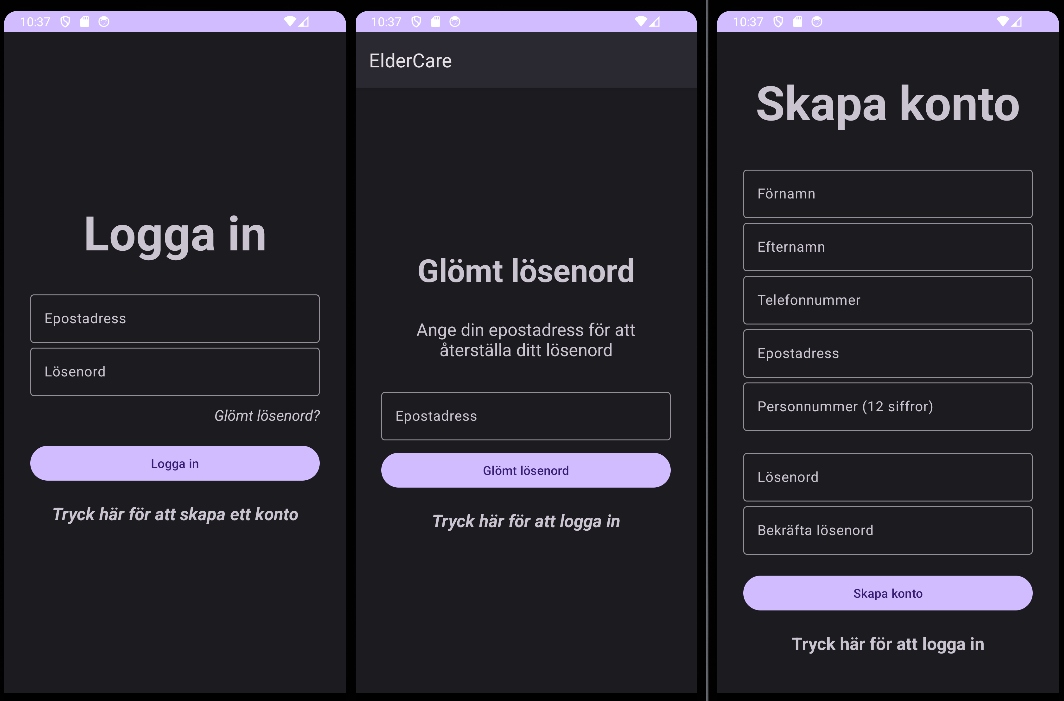 10:37
Logga in
Epostadress
Lösenord
Glömt lösenord?
Logga in
Tryck här för att skapa ett konto
10:37
ElderCare
Glömt lösenord
Ange din epostadress för att
återställa ditt lösenord
Epostadress
Glömt lösenord
Tryck här för att logga in
10:37
Skapa konto
Förnamn
Efternamn
Telefonnummer
Epostadress
Personnummer (12 siffror)
Lösenord
Bekräfta lösenord
Skapa konto
Tryck här för att logga in